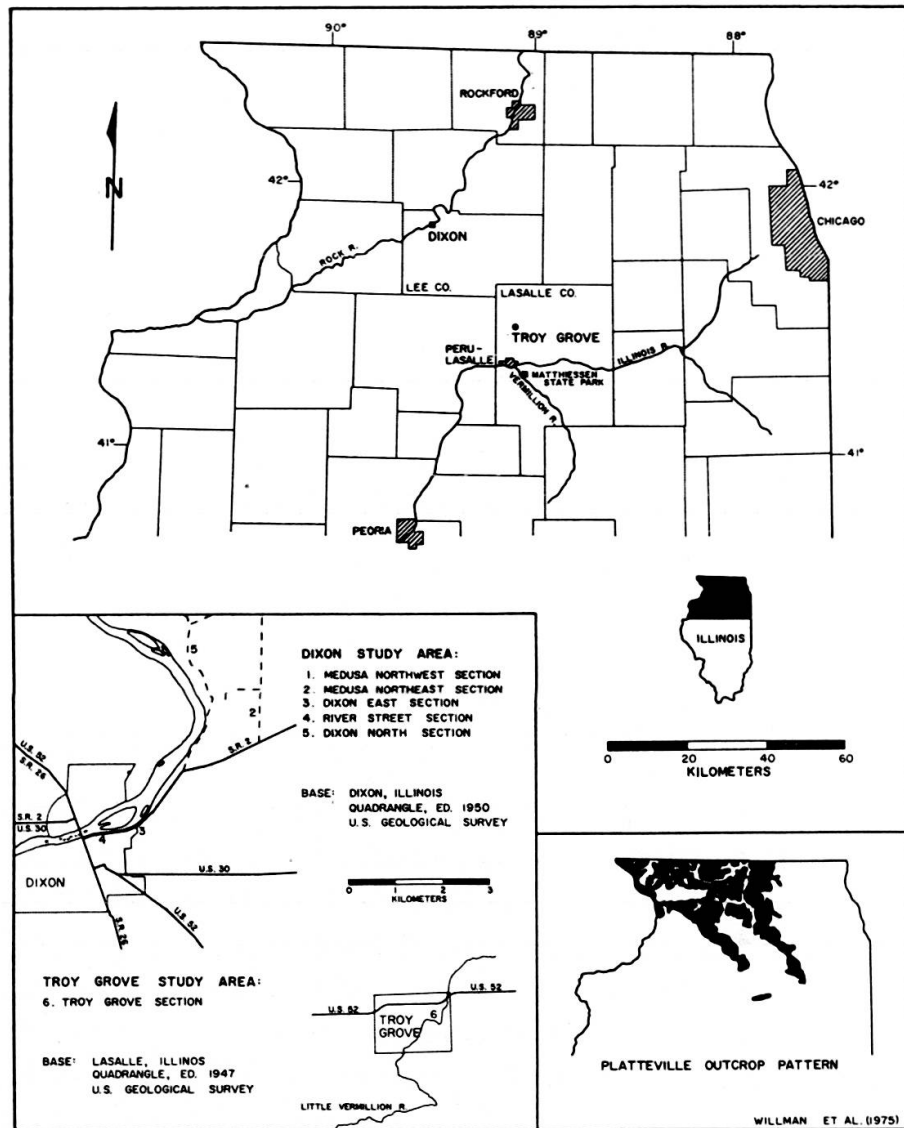 90°
89°
88°
ROCKFORD
N
42°
42°
CHICAGO
DIXON
ROCK R.
LEE CO.
LASALLE CO.
TROY GROVE
PERU-
LASALLE
ILLINOIS R.
MATTHIESSEN
STATE PARK
VERMILLION R.
41°
41°
PEORIA
ILLINOIS
0 20 40 60
KILOMETERS
DIXON STUDY AREA:
1. MEDUSA NORTHWEST SECTION
2. MEDUSA NORTHEAST SECTION
3. DIXON EAST SECTION
4. RIVER STREET SECTION
5. DIXON NORTH SECTION
BASE: DIXON, ILLINOIS
QUADRANGLE, ED. 1950
U.S. GEOLOGICAL SURVEY
0 1 2 3
KILOMETERS
5
2
S.R. 2
U.S. 52
S.R. 26
S.R. 2
U.S. 30
4
3
DIXON
U.S. 30
U.S. 52
S.R. 26
TROY GROVE STUDY AREA:
6. TROY GROVE SECTION
BASE: LASALLE, ILLINOS
QUADRANGLE, ED. 1947
U.S. GEOLOGICAL SURVEY
U.S. 52
U.S. 52
TROY
GROVE
6
LITTLE VERMILLION R.
PLATTEVILLE OUTCROP PATTERN
WILLMAN ET AL. (1975)